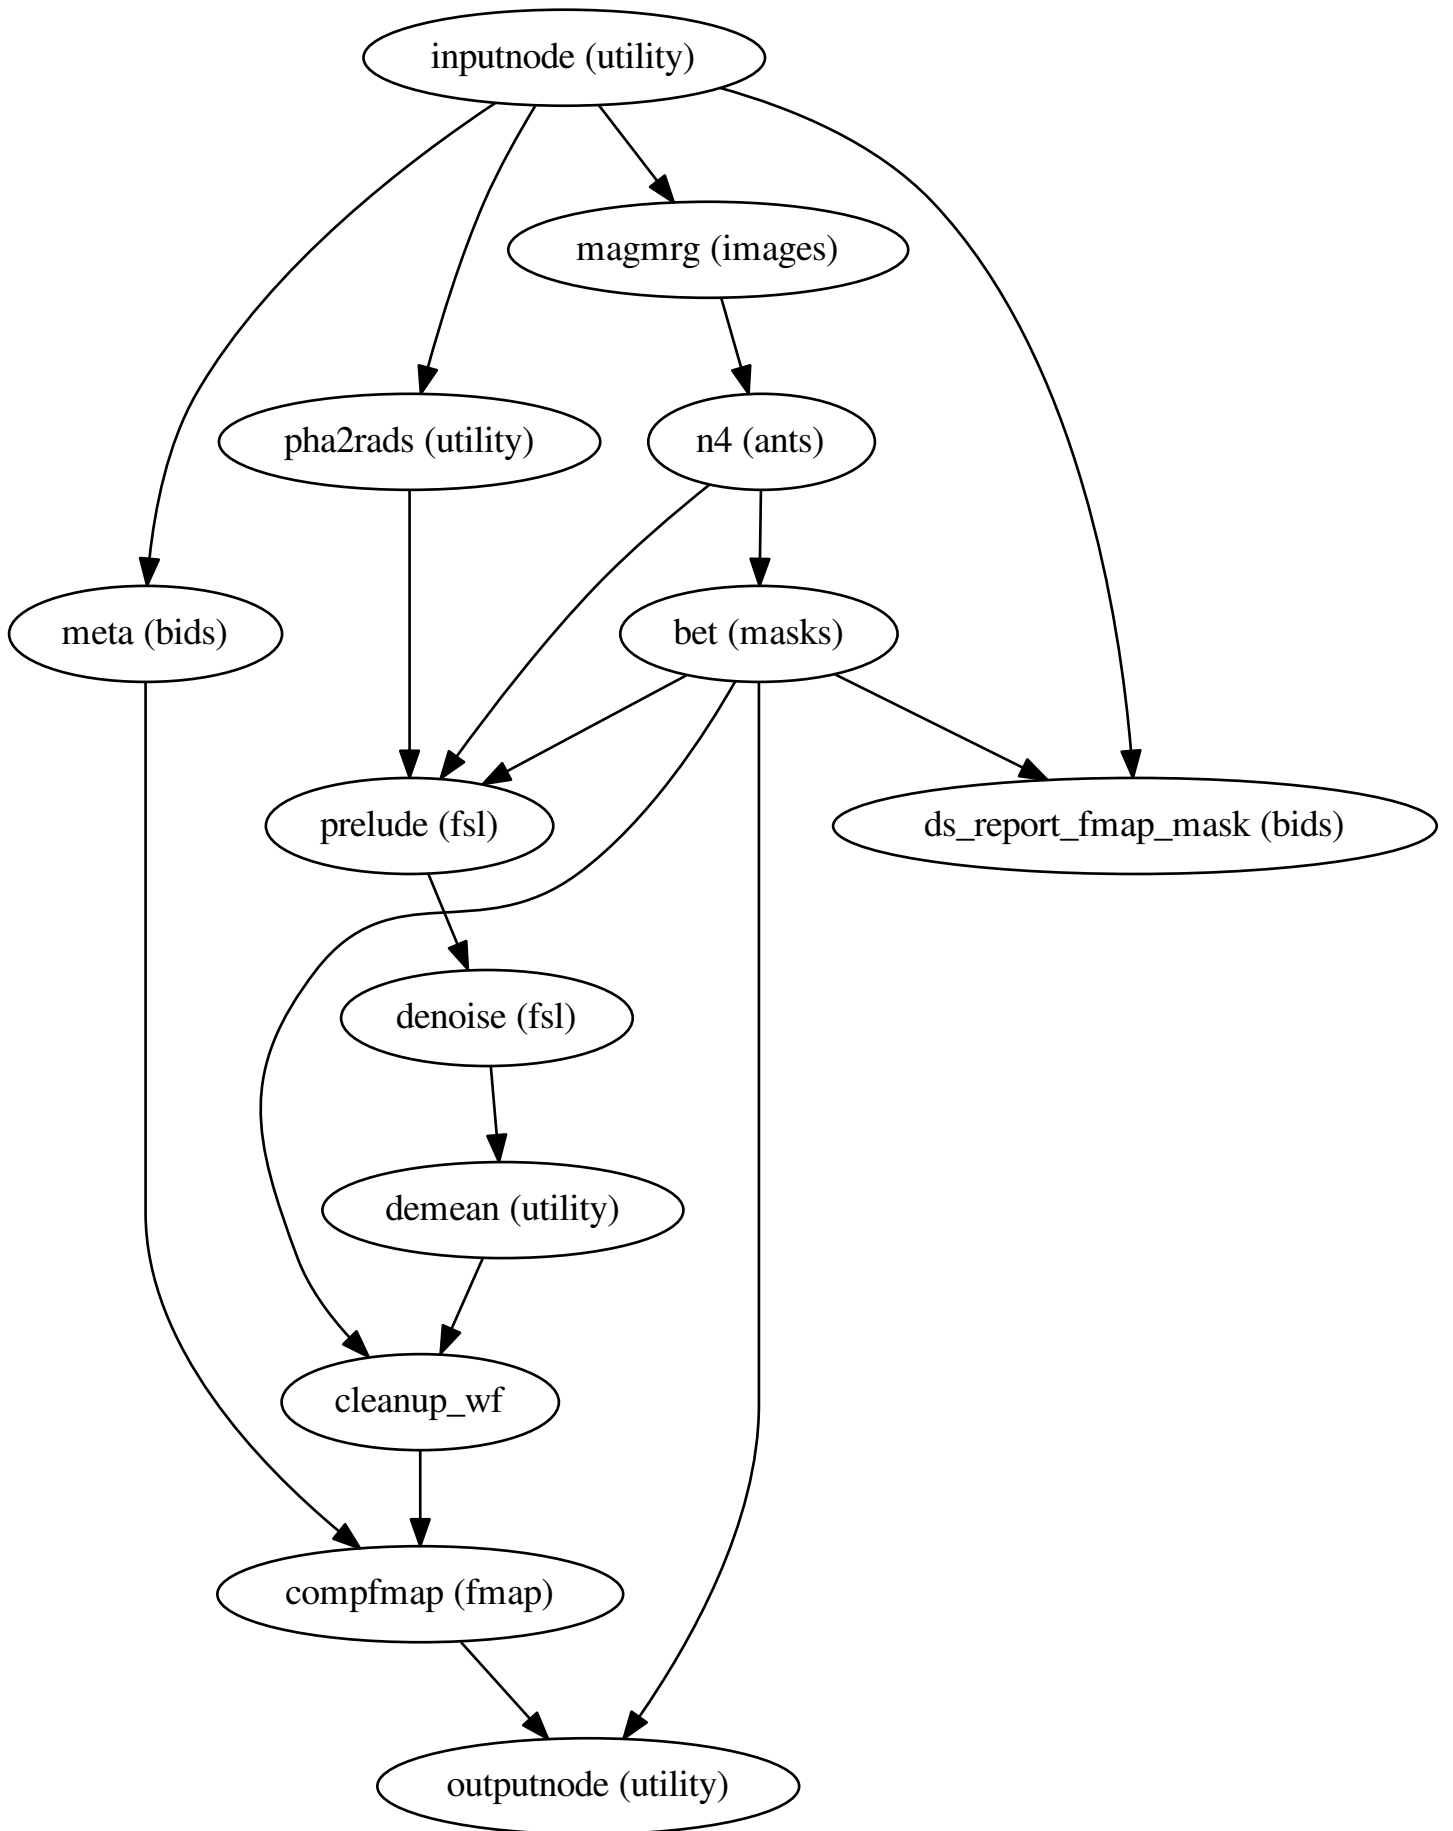 inputnode (utility)
magmrg (images)
pha2rads (utility)
n4 (ants)
meta (bids)
bet (masks)
prelude (fsl)
ds_report_fmap_mask (bids)
denoise (fsl)
demean (utility)
cleanup_wf
compfmap (fmap)
outputnode (utility)